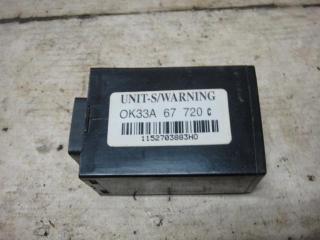 UNIT-S/WARNING
OK33A 67 720 C
1152703883HO